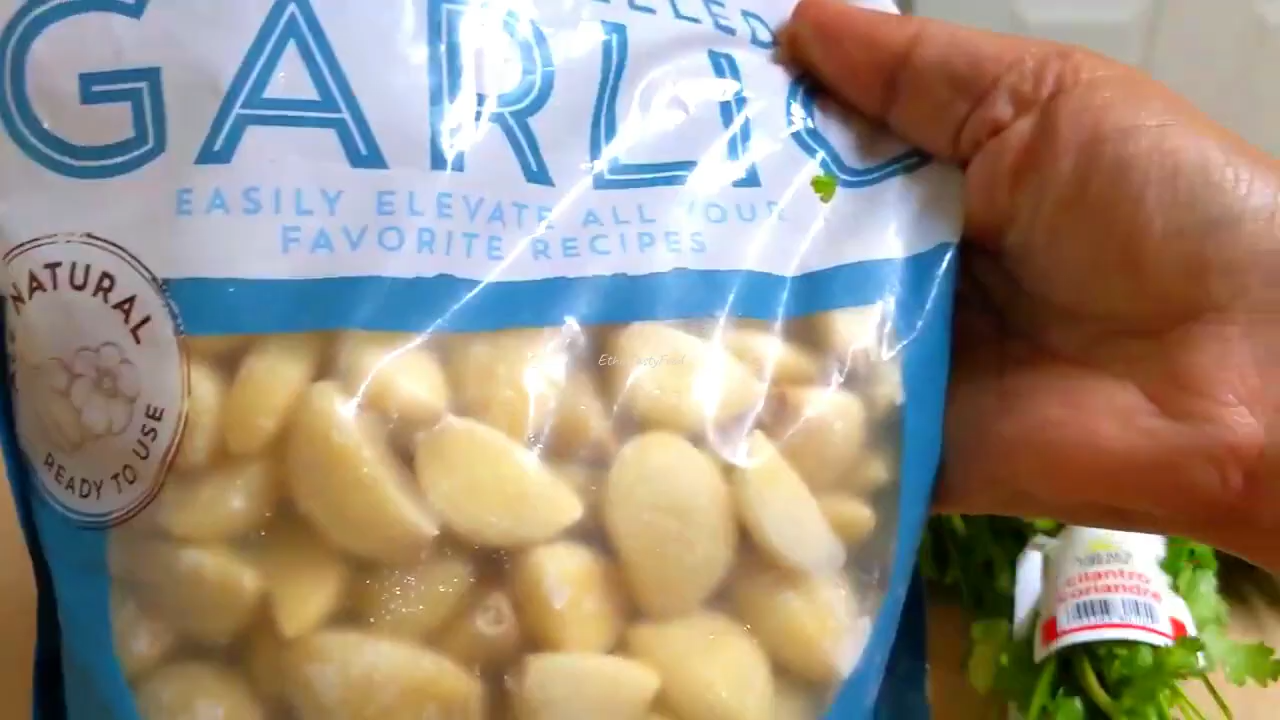 GARLIC
EASILY ELEVATE ALL YOUR
FAVORITE RECIPES
NATURAL
READY TO USE
cilantro
coriandre